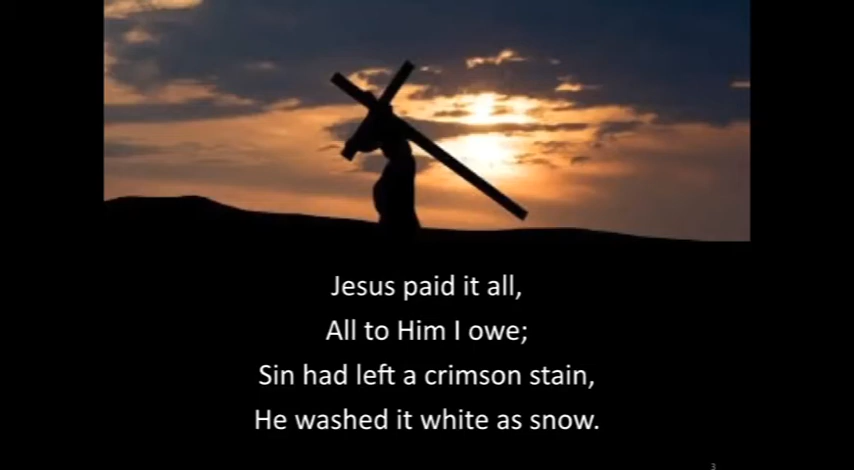 Jesus paid it all,
All to Him I owe;
Sin had left a crimson stain,
He washed it white as snow.
3